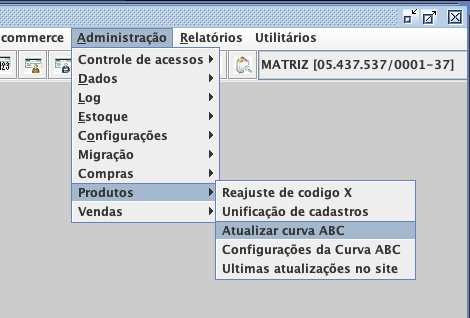 commerce Administração Relatórios Utilitários
123
MATRIZ [05.437.537/0001-37]
Controle de acessos
Dados
Log
Estoque
Configurações
Migração
Compras
Produtos
Vendas
Reajuste de codigo X
Unificação de cadastros
Atualizar curva ABC
Configurações da Curva ABC
Ultimas atualizações no site